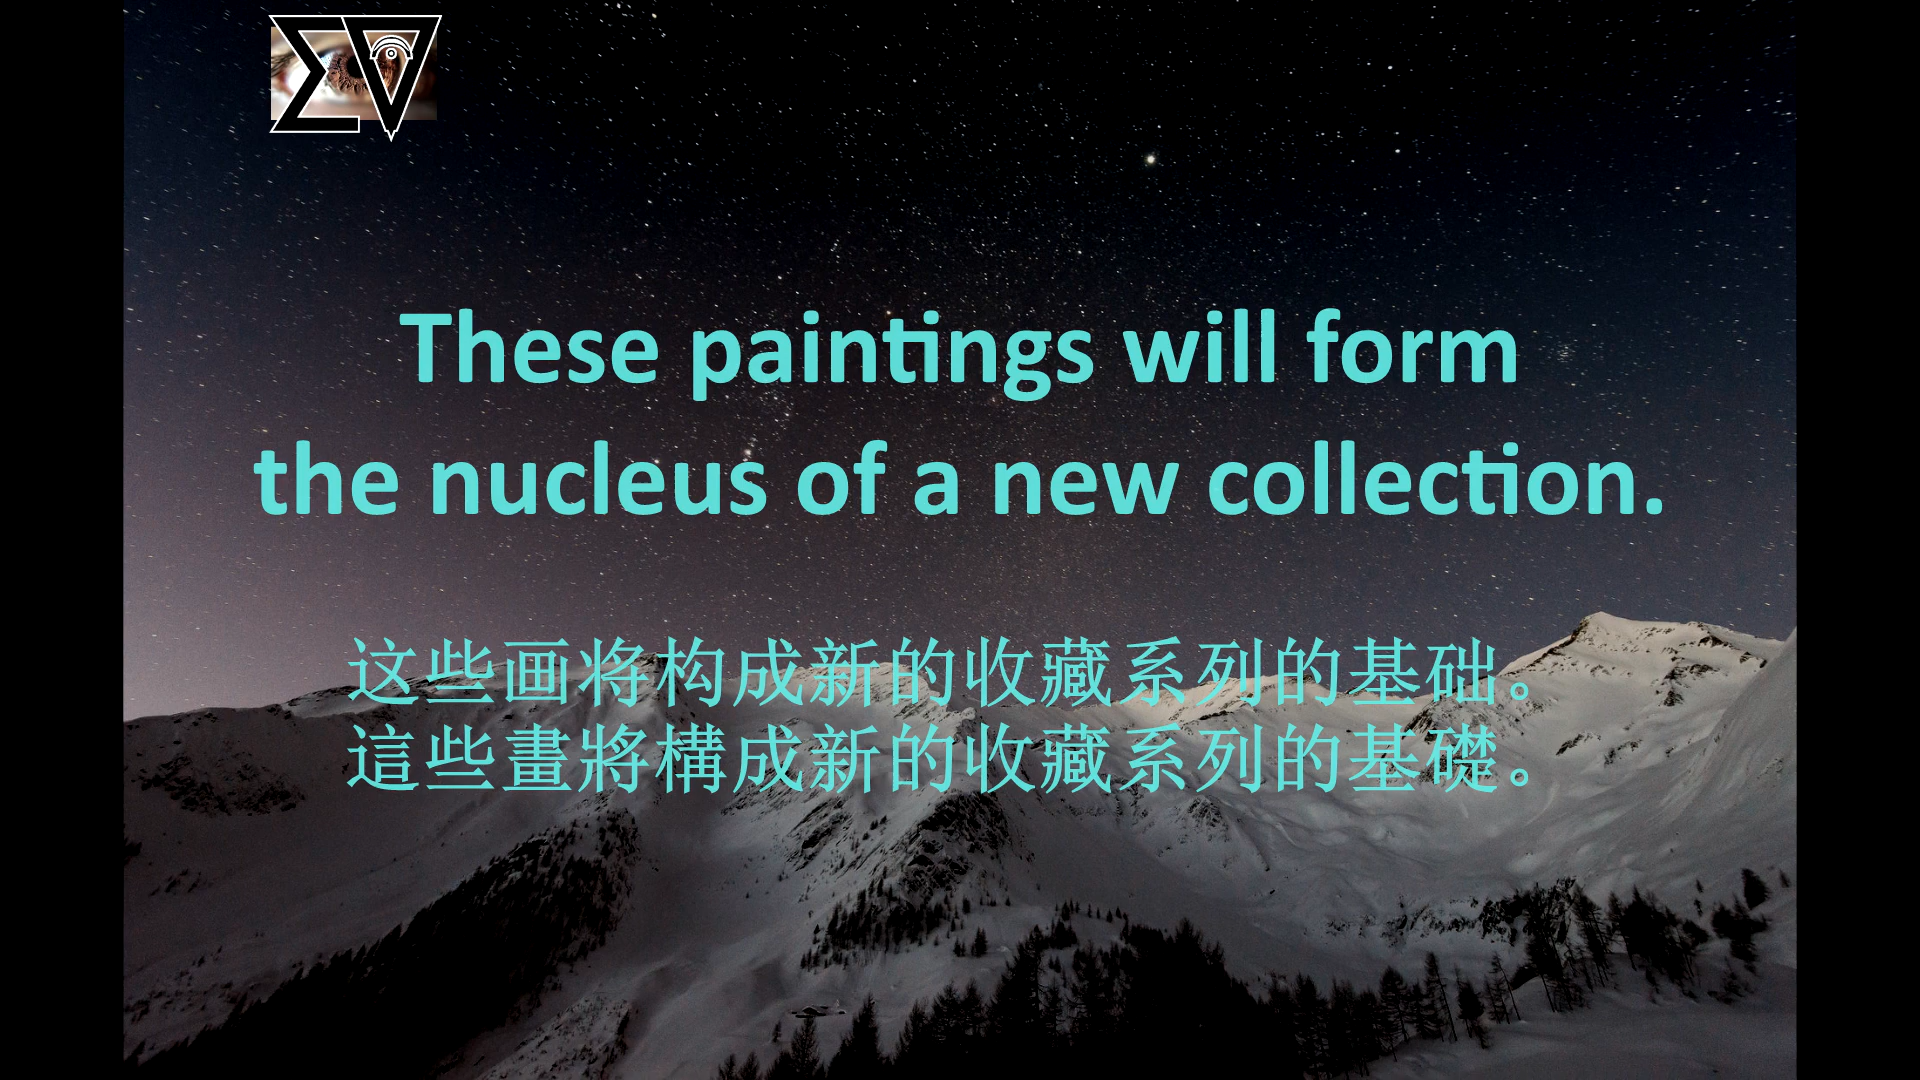 These paintings will form
the nucleus of a new collection.
这些画将构成新的收藏系列的基础。
這些畫將構成新的收藏系列的基礎。